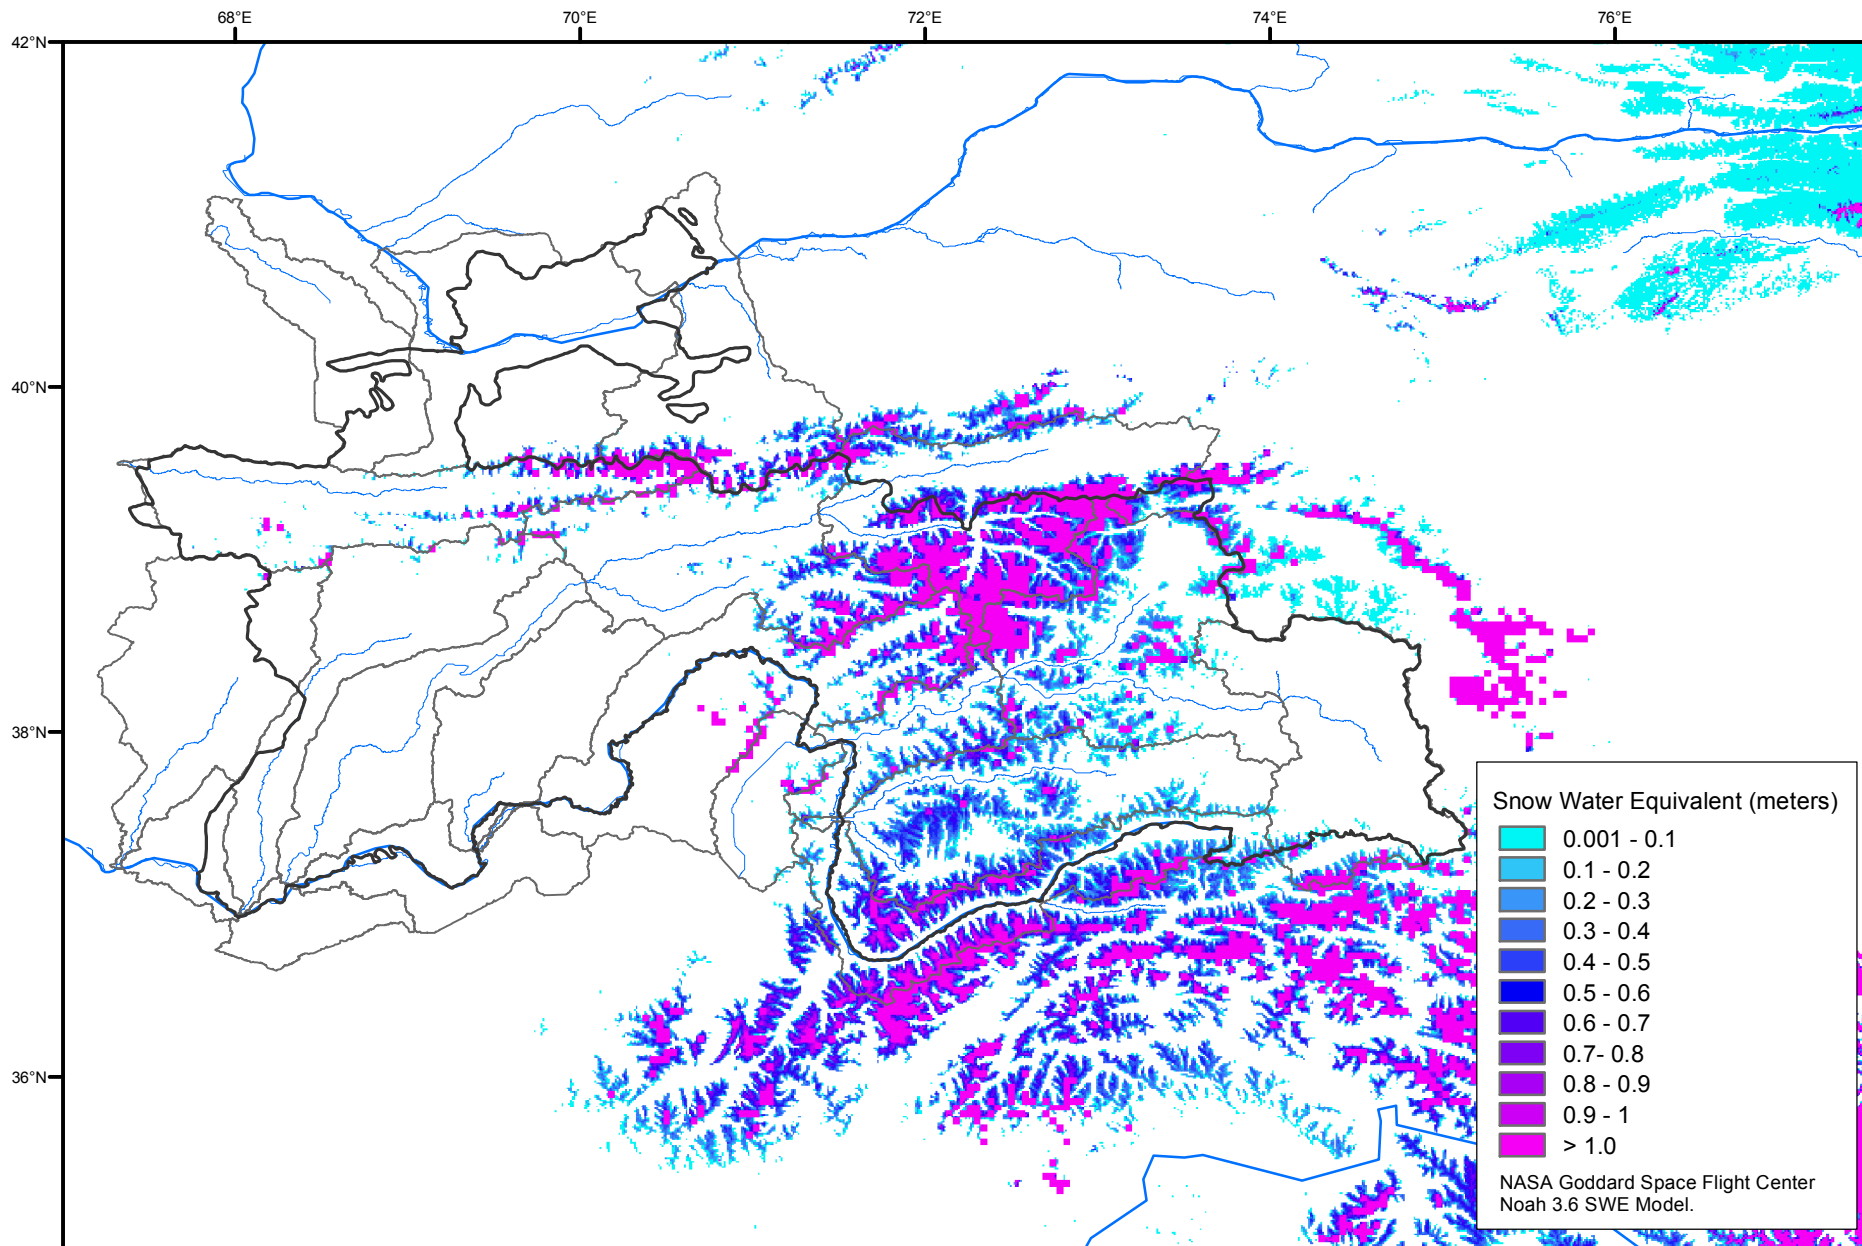 68°E
70°E
72°E
74°E
76°E
42°N
40°N
38°N
36°N
Snow Water Equivalent (meters)
0.001 - 0.1
0.1 - 0.2
0.2 - 0.3
0.3 - 0.4
0.4 - 0.5
0.5 - 0.6
0.6 - 0.7
0.7- 0.8
0.8 - 0.9
0.9 - 1
> 1.0
NASA Goddard Space Flight Center
Noah 3.6 SWE Model.